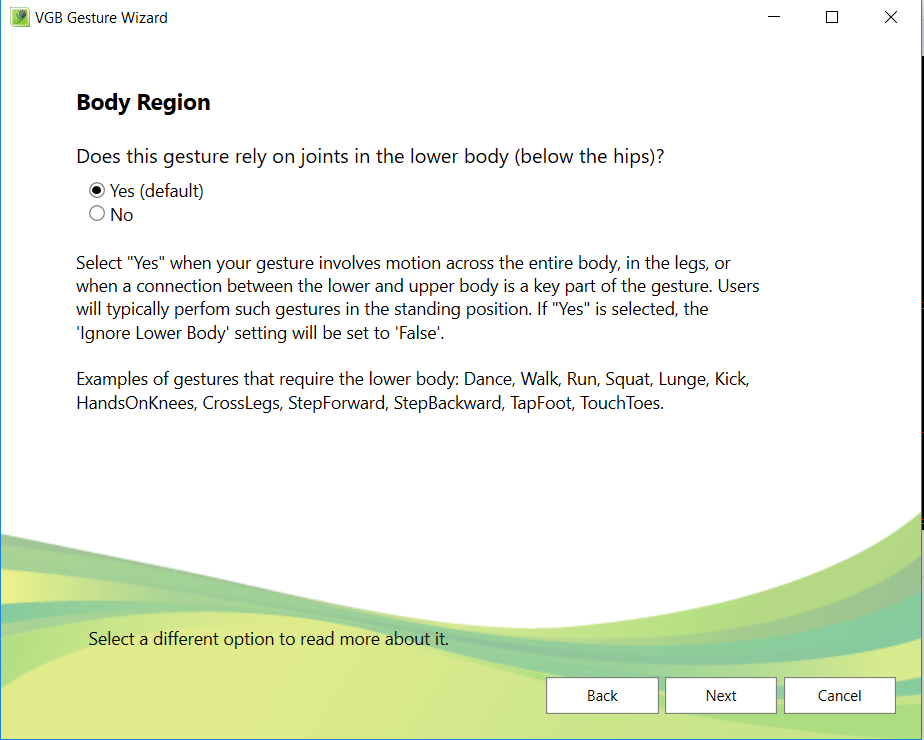 VGB Gesture Wizard
Body Region
Does this gesture rely on joints in the lower body (below the hips)?
Yes (default)
No
Select "Yes" when your gesture involves motion across the entire body, in the legs, or
when a connection between the lower and upper body is a key part of the gesture. Users
will typically perfom such gestures in the standing position. If "Yes" is selected, the
'Ignore Lower Body' setting will be set to 'False'.
Examples of gestures that require the lower body: Dance, Walk, Run, Squat, Lunge, Kick,
HandsOnKnees, CrossLegs, StepForward, StepBackward, TapFoot, TouchToes.
Select a different option to read more about it.
Back Next Cancel